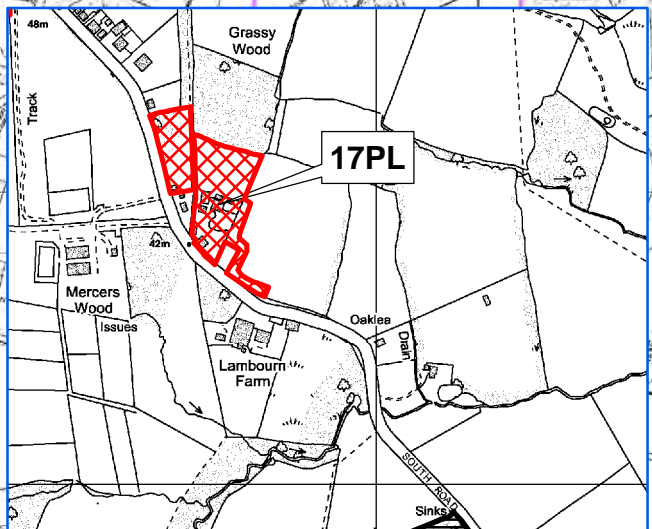 48m
Grassy
Wood
Track
17PL
42m
Mercers
Wood
Issues
Oaklea
Drain
Lambourn
Farm
SOUTH ROAD
Sinks